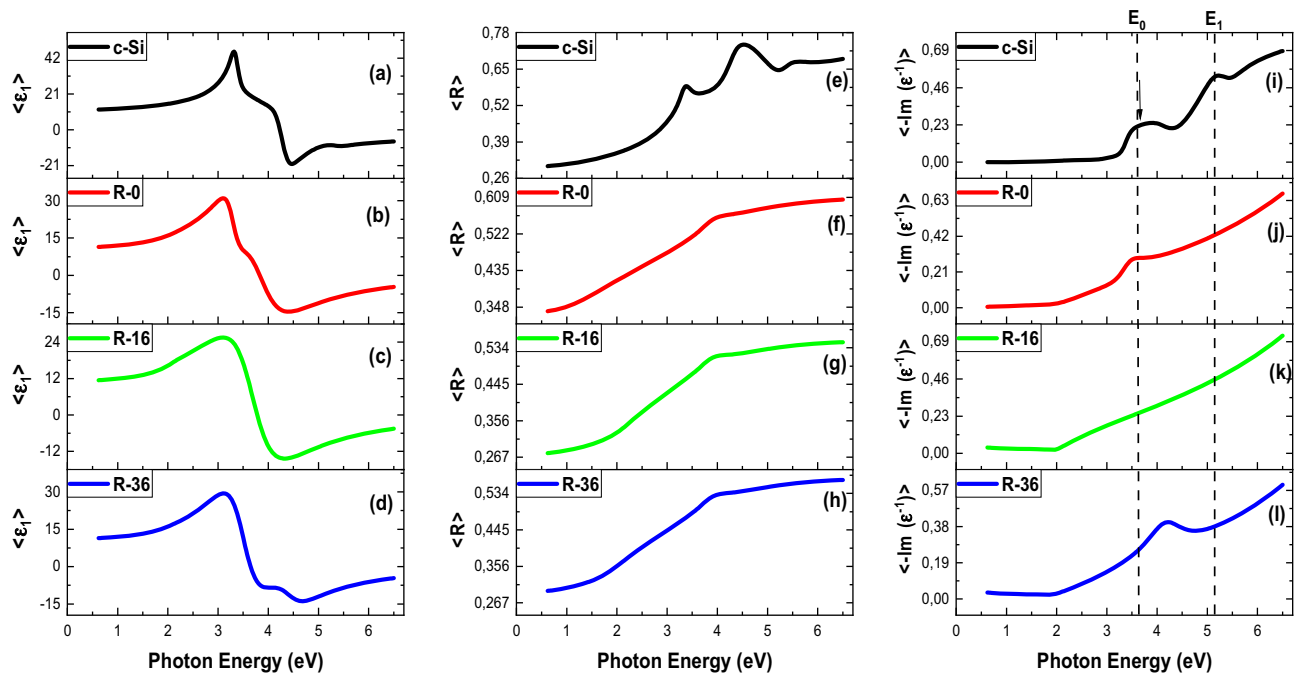 c-Si
(a)
<ε₁>
42
21
0
-21
R-0
(b)
<ε₁>
30
15
0
-15
R-16
(c)
<ε₁>
24
12
0
-12
R-36
(d)
<ε₁>
30
15
0
-15
0 1 2 3 4 5 6
Photon Energy (eV)
c-Si
(e)
<R>
0,78
0,65
0,52
0,39
0,26
R-0
(f)
<R>
0,609
0,522
0,435
0,348
R-16
(g)
<R>
0,534
0,445
0,356
0,267
R-36
(h)
<R>
0,534
0,445
0,356
0,267
0 1 2 3 4 5 6
Photon Energy (eV)
E₀ E₁
c-Si
(i)
<-Im (ε⁻¹)>
0,69
0,46
0,23
0,00
R-0
(j)
<-Im (ε⁻¹)>
0,63
0,42
0,21
0,00
R-16
(k)
<-Im (ε⁻¹)>
0,69
0,46
0,23
0,00
R-36
(l)
<-Im (ε⁻¹)>
0,57
0,38
0,19
0,00
0 1 2 3 4 5 6
Photon Energy (eV)